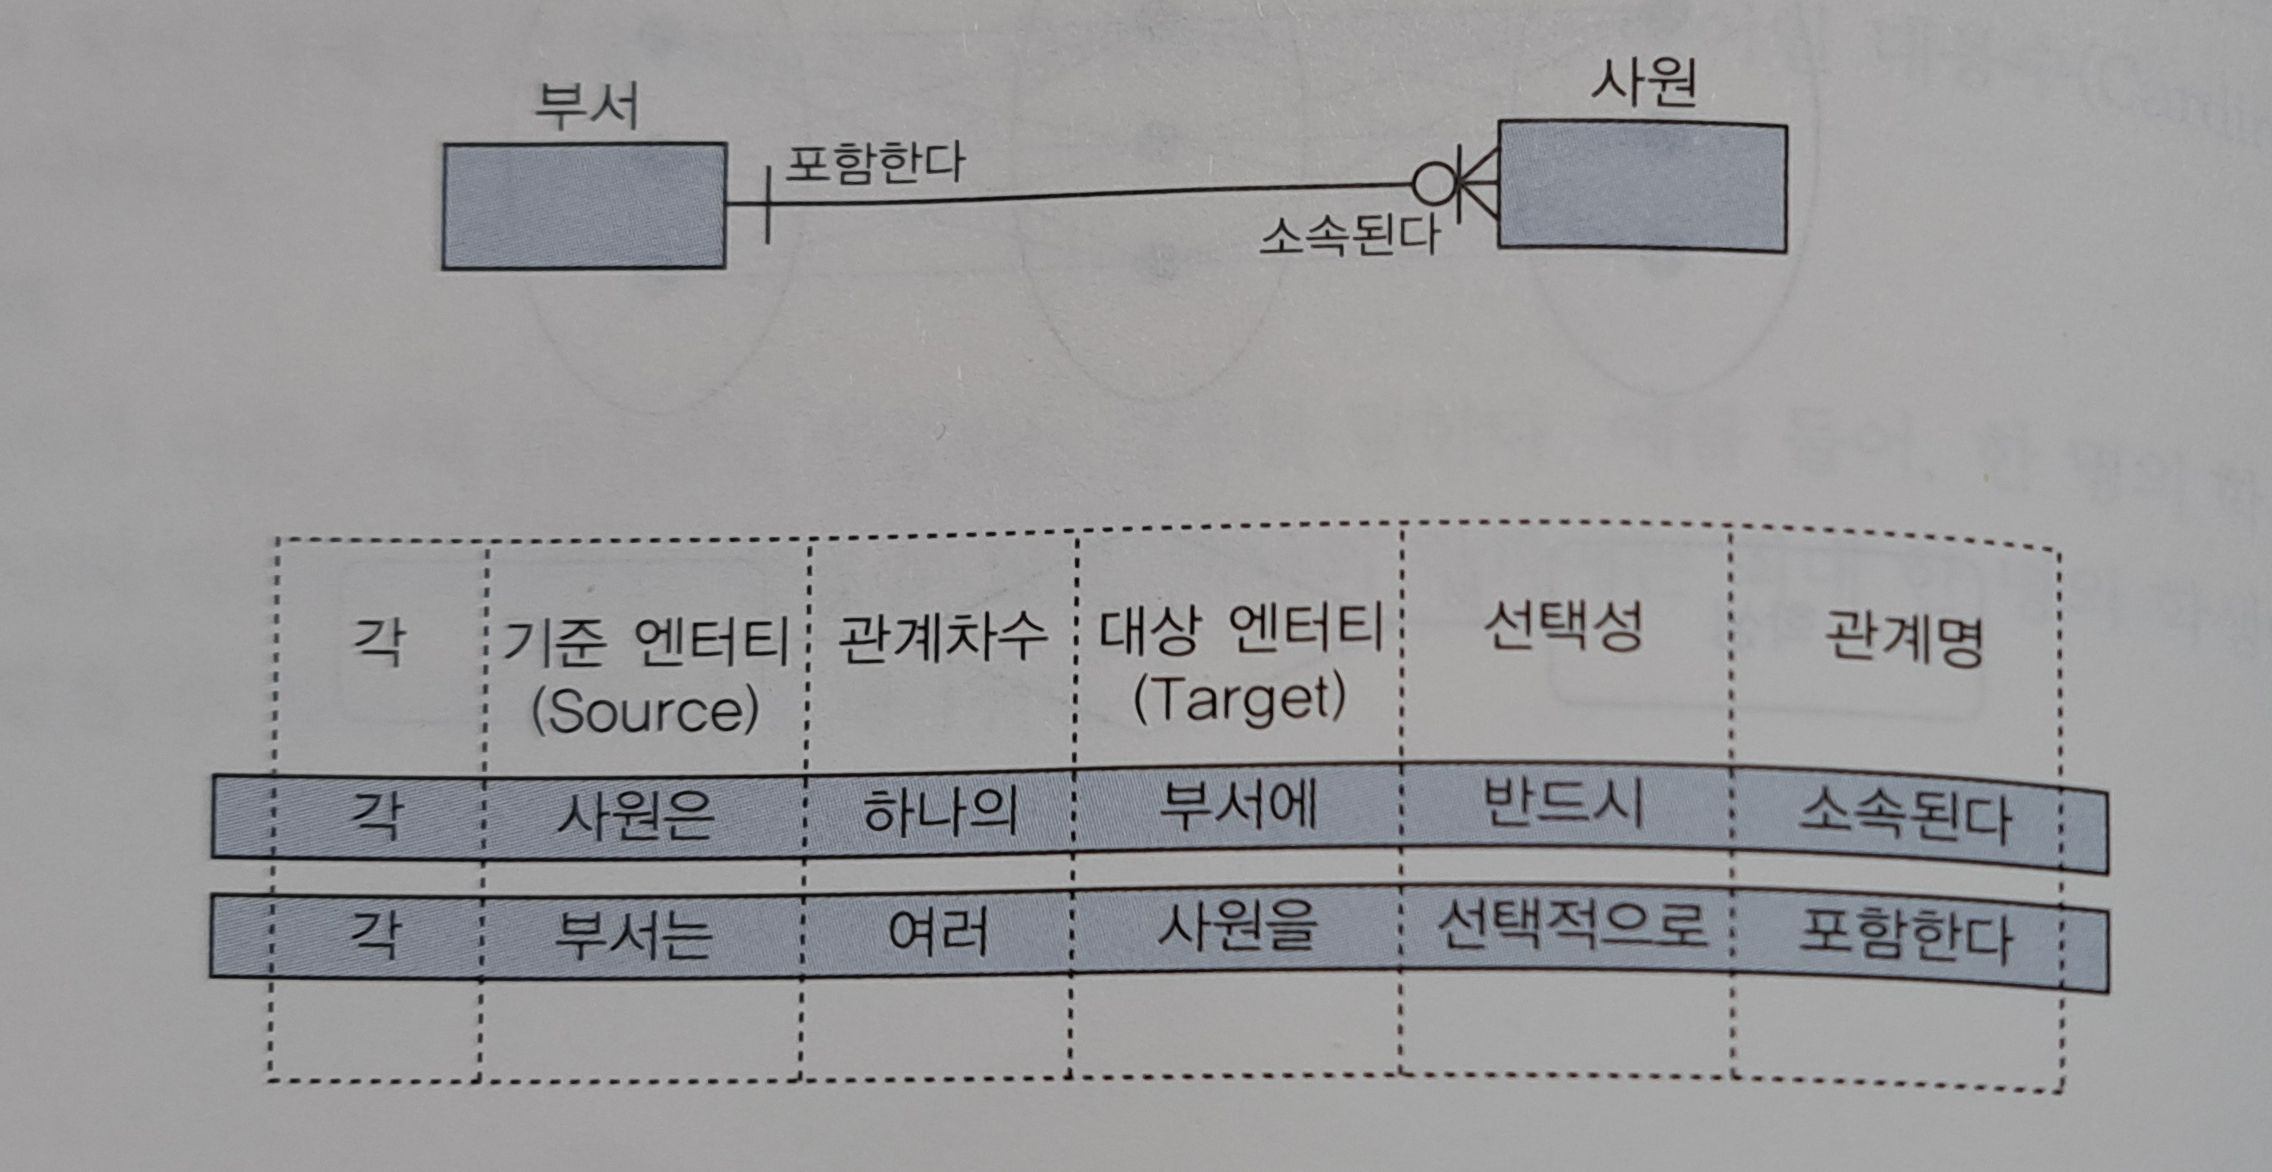 부서
사원
포함한다
소속된다
각 기준 엔터티 관계차수 대상 엔터티 선택성 관계명
(Source) (Target)
각 사원은 하나의 부서에 반드시 소속된다
각 부서는 여러 사원을 선택적으로 포함한다